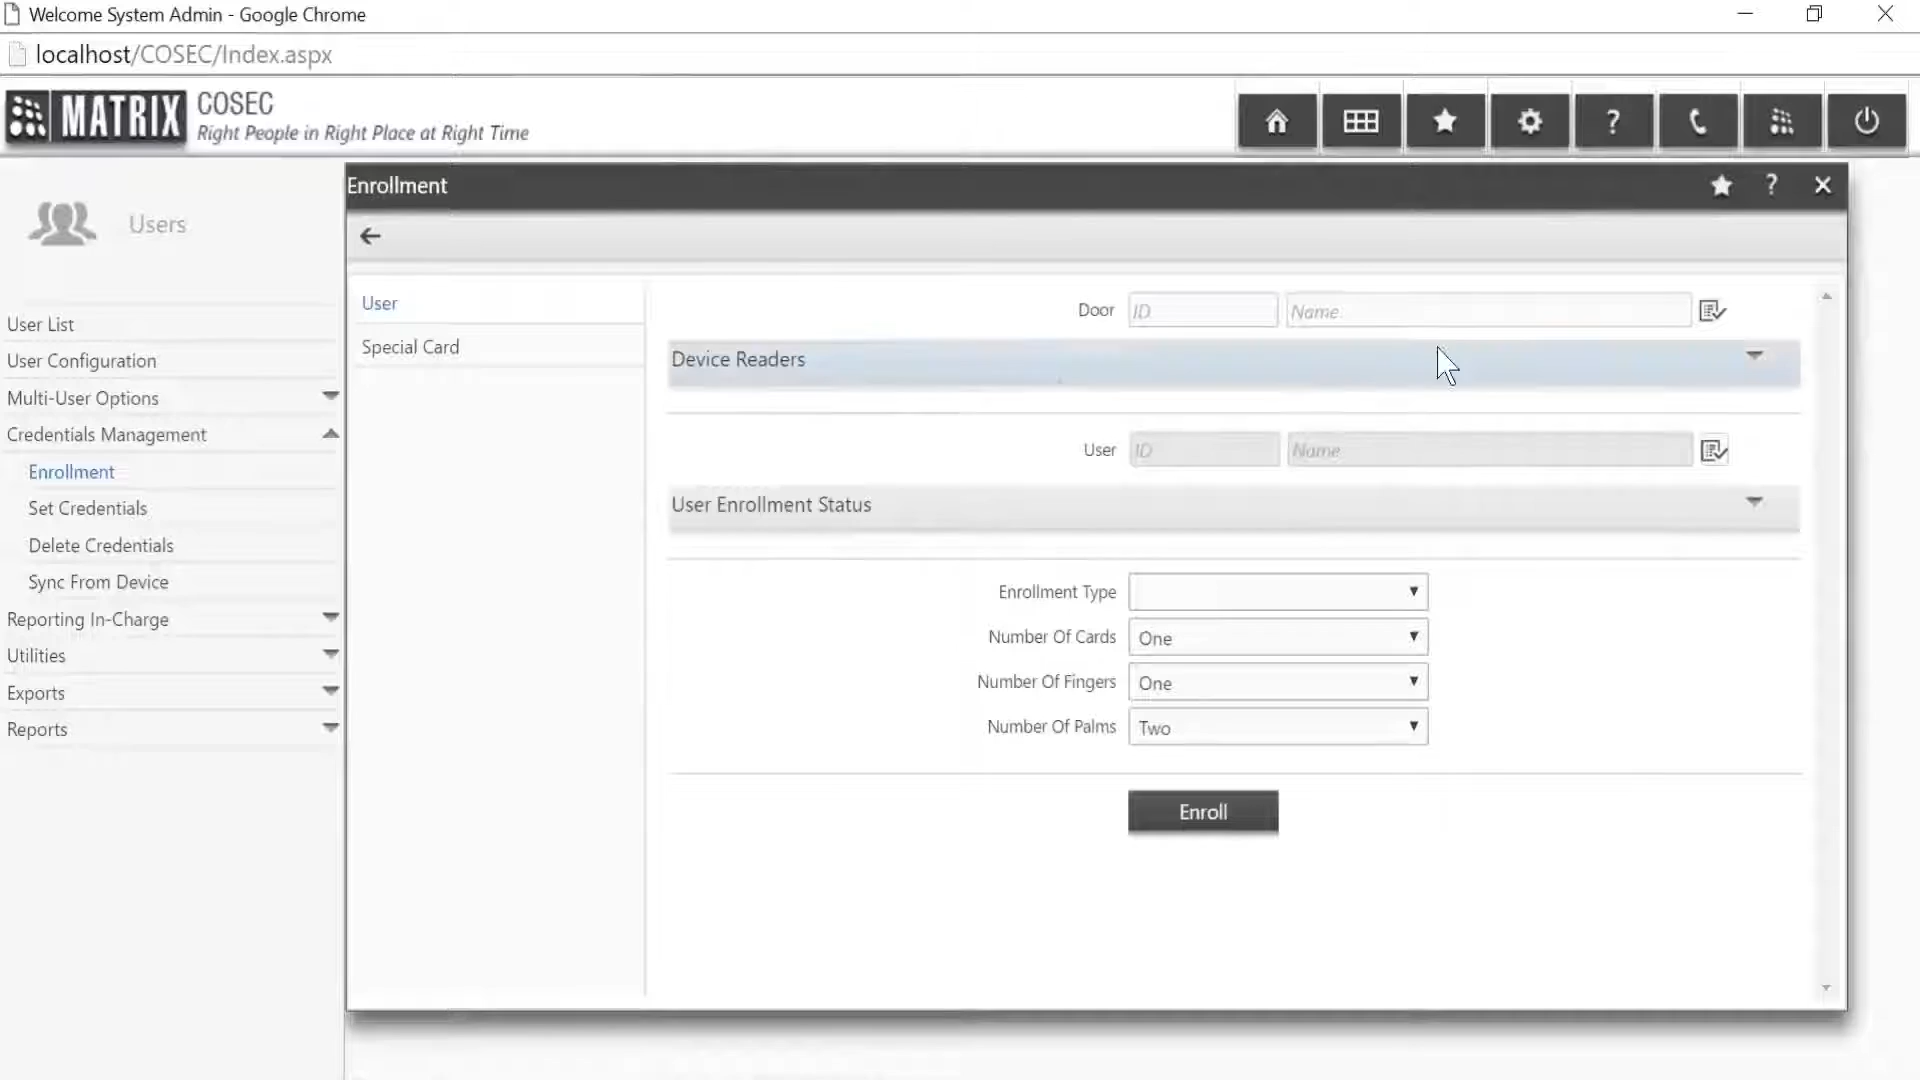 Welcome System Admin - Google Chrome
localhost/COSEC/Index.aspx
MATRIX
COSEC
Right People in Right Place at Right Time
?
Users
User List
User Configuration
Multi-User Options
Credentials Management
Enrollment
Set Credentials
Delete Credentials
Sync From Device
Reporting In-Charge
Utilities
Exports
Reports
Enrollment
?
User
Special Card
Door ID Name
Device Readers
User ID Name
User Enrollment Status
Enrollment Type
Number Of Cards One
Number Of Fingers One
Number Of Palms Two
Enroll